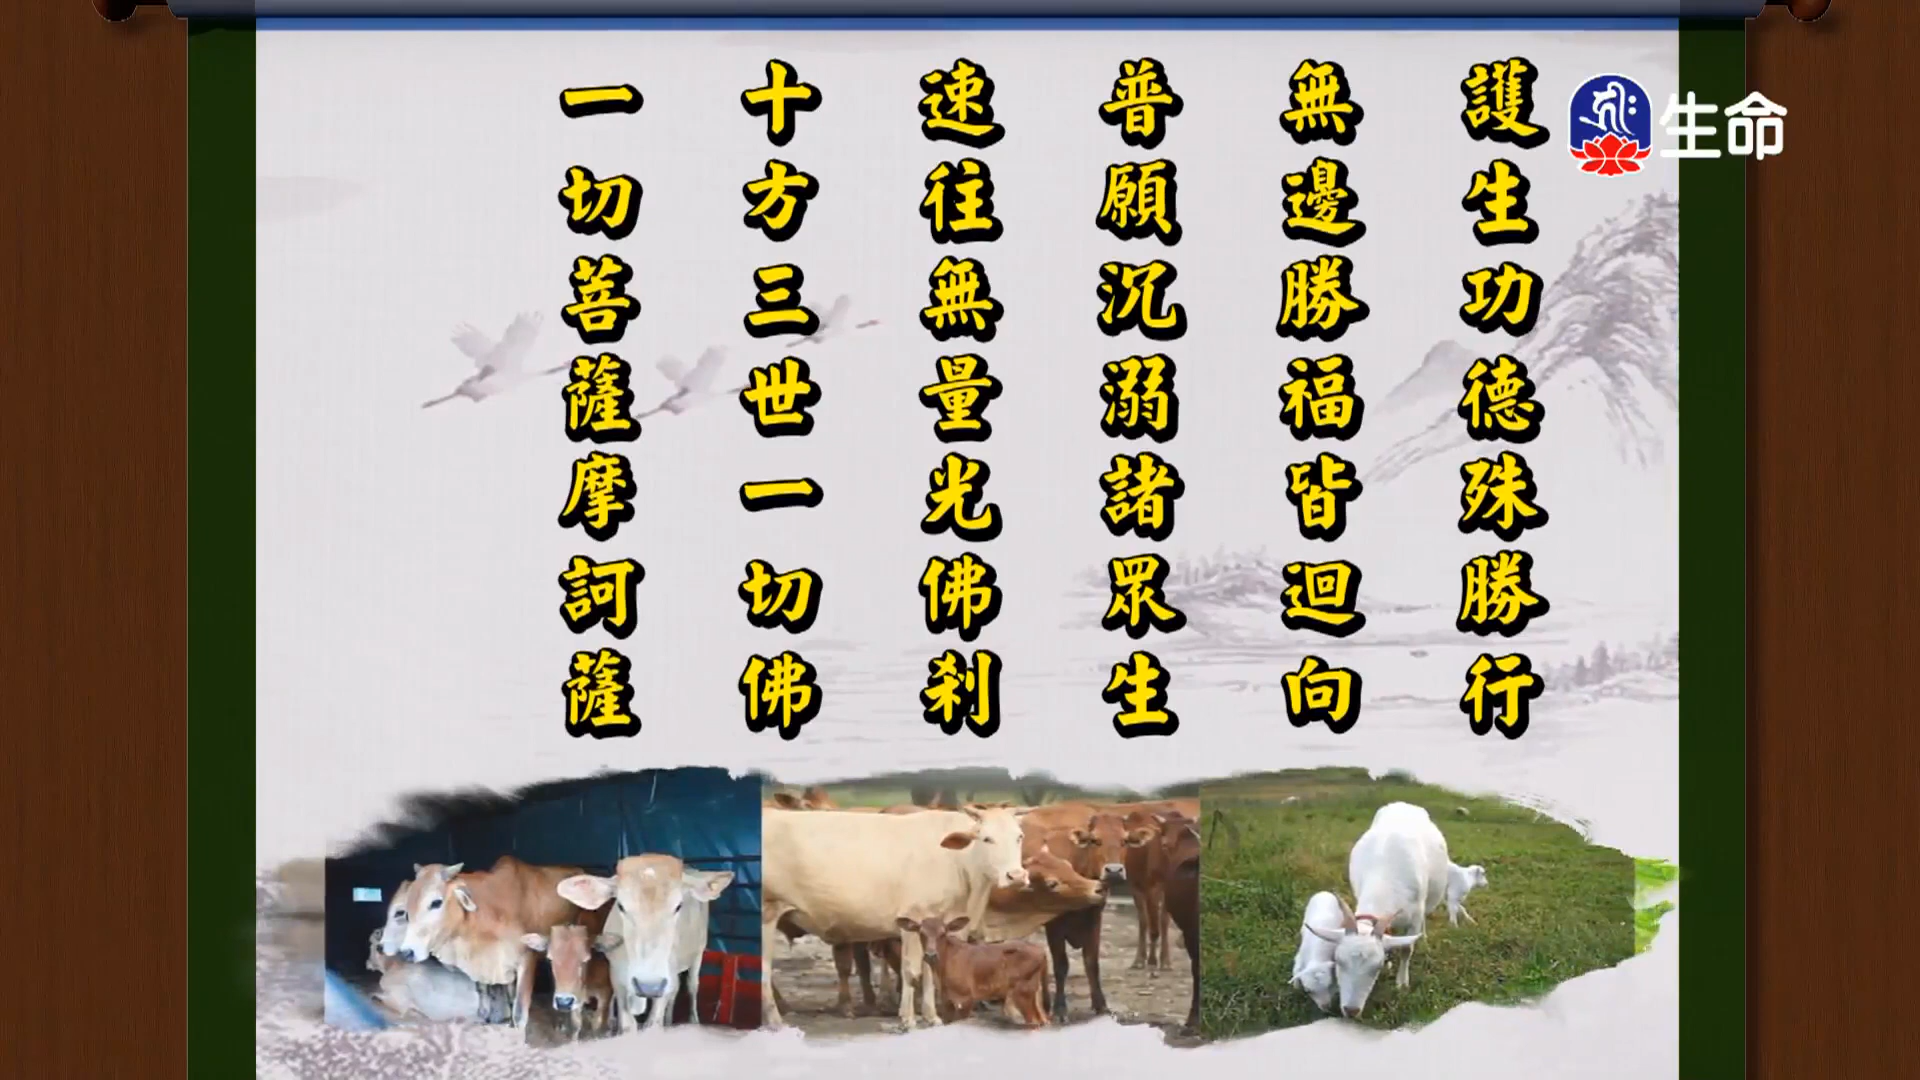 護生功德殊勝行
無邊勝福皆迴向
普願沉溺諸眾生
速往無量光佛剎
十方三世一切佛
一切菩薩摩訶薩
生命